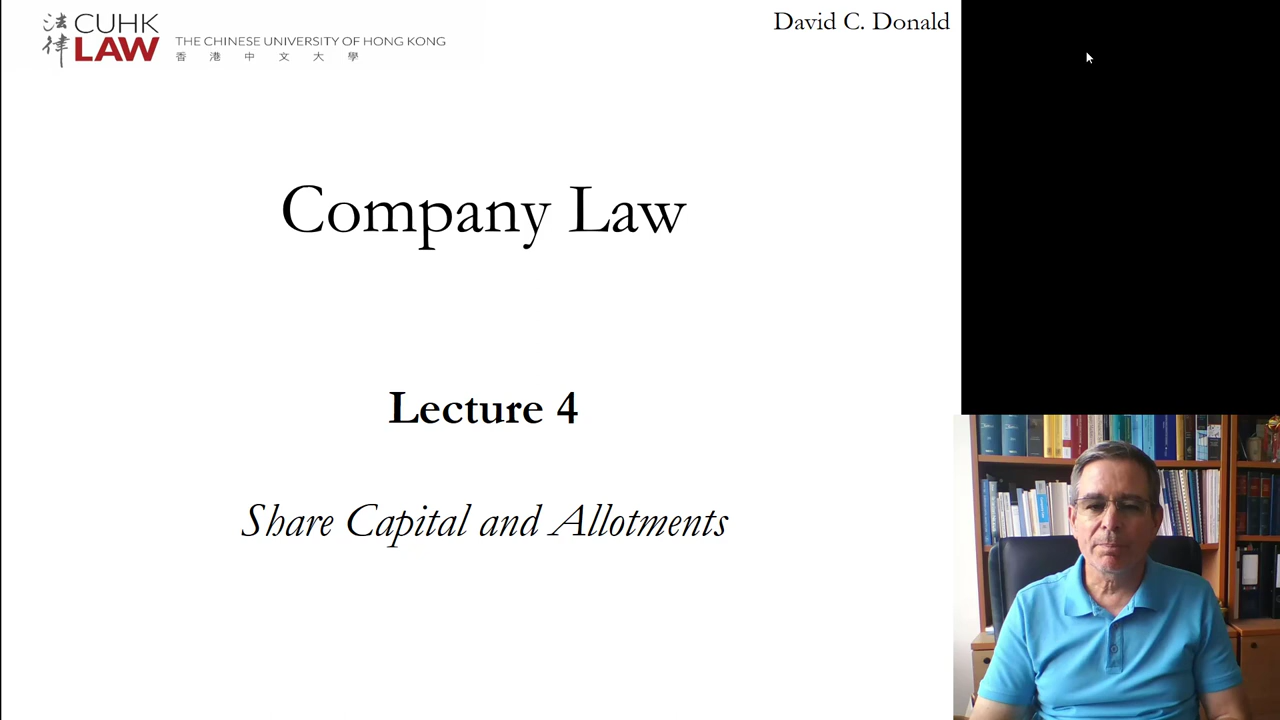 法律
CUHK
LAW
THE CHINESE UNIVERSITY OF HONG KONG
香港中文大學
David C. Donald
Company Law
Lecture 4
Share Capital and Allotments